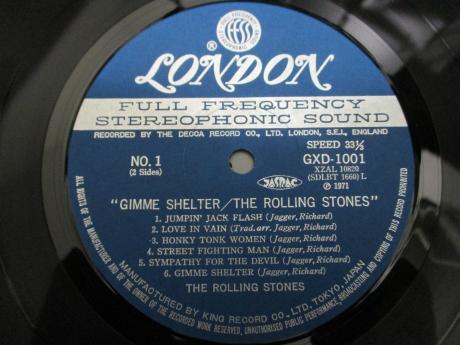 FULL FREQUENCY STEREOPHONIC SOUND
ffss
®
LONDON
FULL FREQUENCY
STEREOPHONIC SOUND
RECORDED BY THE DECCA RECORD CO., LTD. LONDON, S.E.I., ENGLAND
SPEED 33⅓
NO. 1
(2 Sides)
GXD-1001
XZAL 10820
(SDLBT 1660) L
JASRAC
Ⓟ 1971
"GIMME SHELTER/THE ROLLING STONES"
1. JUMPIN' JACK FLASH (Jagger, Richard)
2. LOVE IN VAIN (Trad. arr. Jagger, Richard)
3. HONKY TONK WOMEN (Jagger, Richard)
4. STREET FIGHTING MAN (Jagger, Richard)
5. SYMPATHY FOR THE DEVIL (Jagger, Richard)
6. GIMME SHELTER (Jagger, Richard)
THE ROLLING STONES
MANUFACTURED BY KING RECORD CO., LTD., TOKYO, JAPAN
ALL RIGHTS OF THE MANUFACTURER AND OF THE OWNER OF THE RECORDED WORK RESERVED, UNAUTHORISED PUBLIC PERFORMANCE, BROADCASTING AND COPYING OF THIS RECORD PROHIBITED